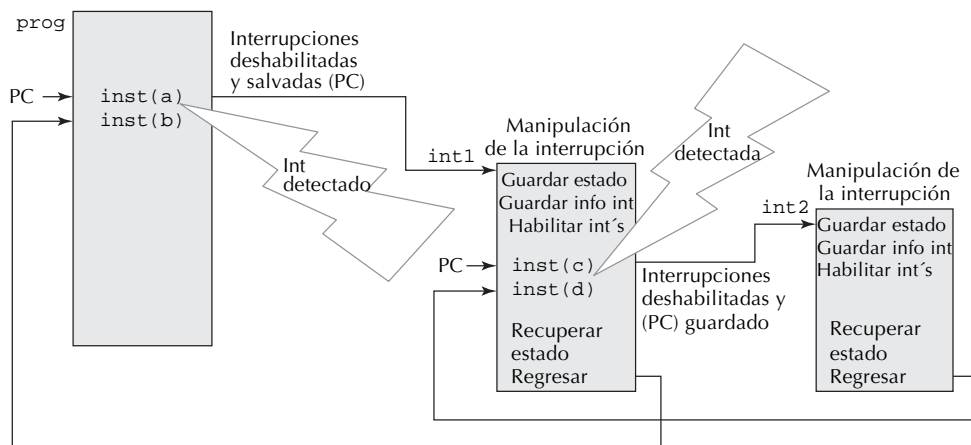 prog
PC
inst(a)
inst(b)
Interrupciones
deshabilitadas
y salvadas (PC)
Int
detectado
int1
Manipulación
de la interrupción
Guardar estado
Guardar info int
Habilitar int´s
PC
inst(c)
inst(d)
Recuperar
estado
Regresar
Int
detectada
Interrupciones
deshabilitadas y
(PC) guardado
int2
Manipulación de
la interrupción
Guardar estado
Guardar info int
Habilitar int´s
Recuperar
estado
Regresar